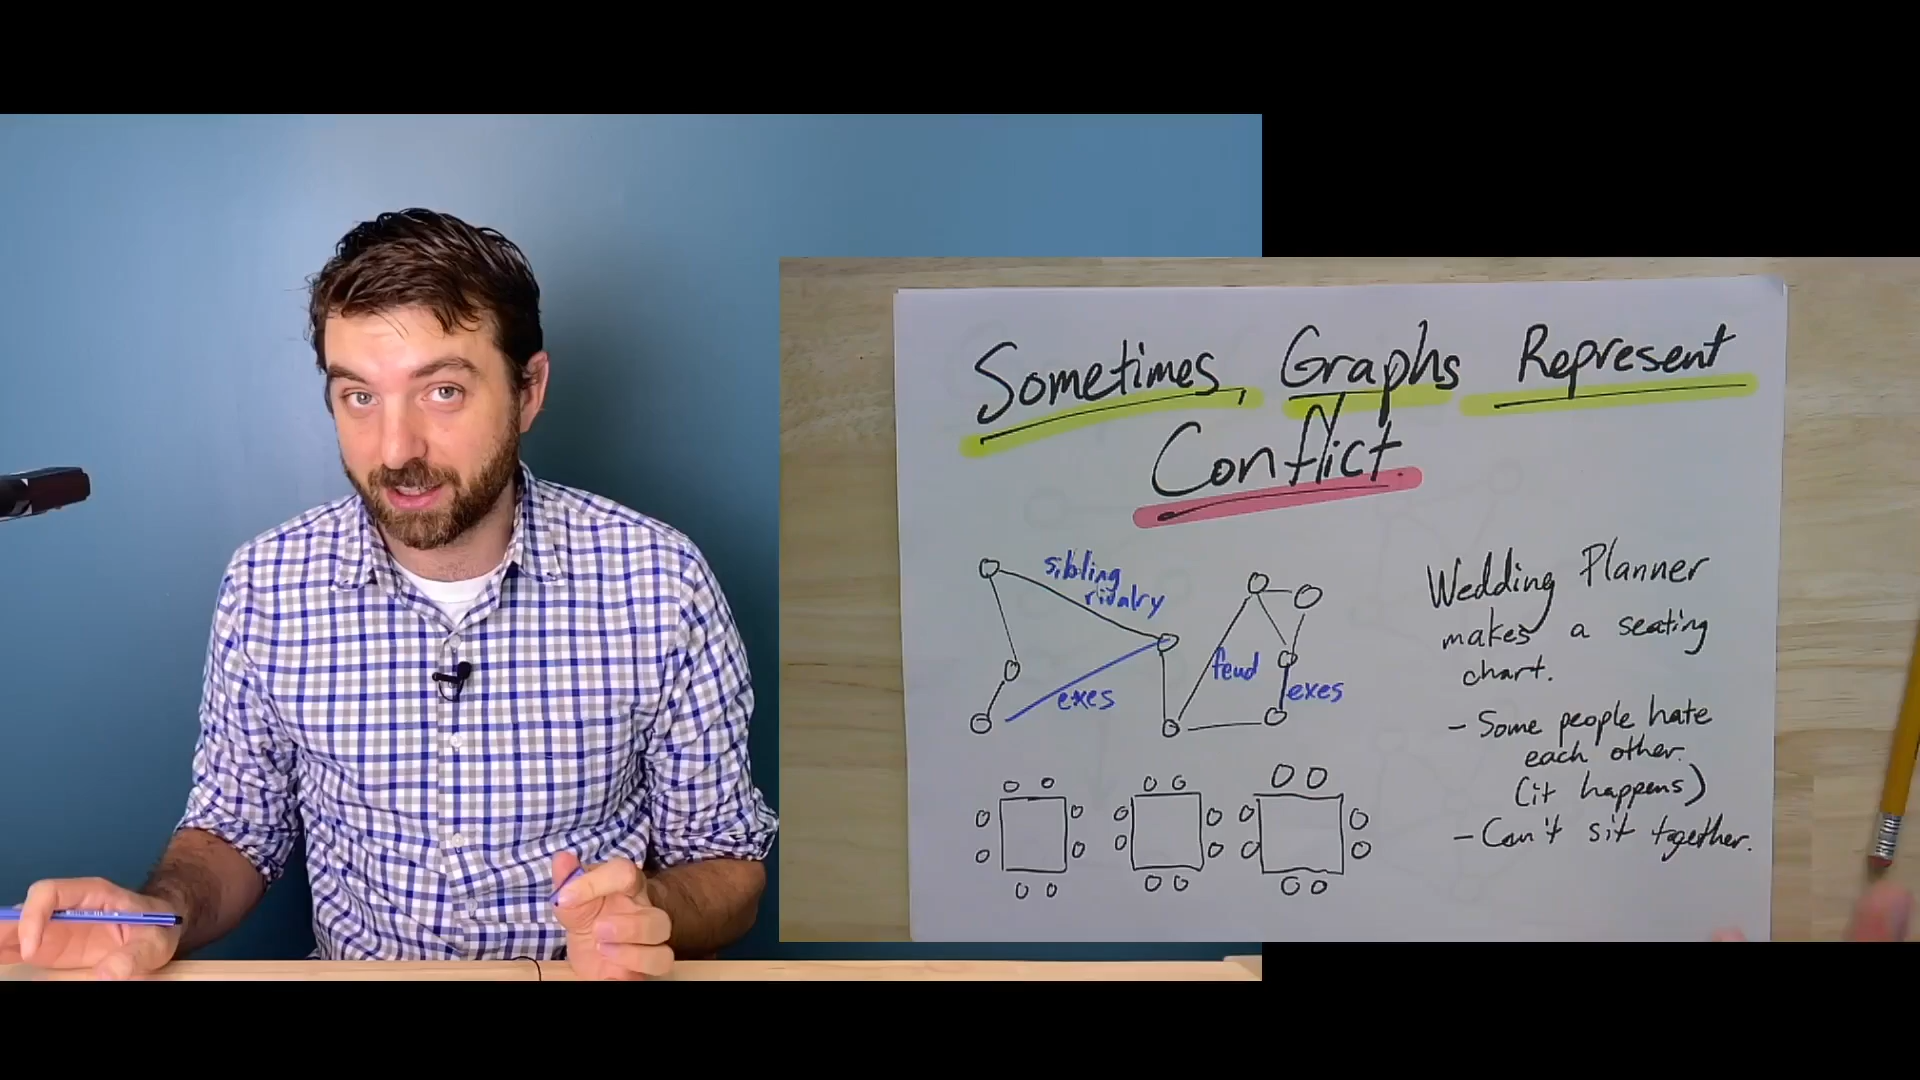 Sometimes, Graphs Represent
Conflict
sibling
rivalry
exes
feud
exes
Wedding Planner
makes a seating
chart.
- Some people hate
each other.
(it happens)
- Can't sit together.